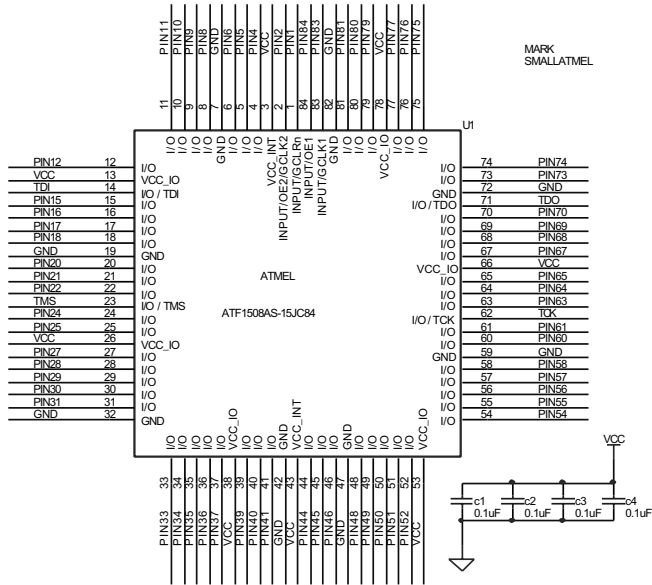 PIN11 PIN10 PIN9 PIN8 GND PIN6 PIN5 PIN4 VCC PIN2 PIN1 PIN84 PIN83 GND PIN81 PIN80 PIN79 VCC PIN77 PIN76 PIN75
MARK
SMALLATMEL
11 10 9 8 7 6 5 4 3 2 1 84 83 82 81 80 79 78 77 76 75
U1
I/O I/O I/O I/O GND I/O I/O I/O VCC_INT INPUT/OE2/GCLK2 INPUT/GCLRn INPUT/OE1 INPUT/GCLK1 GND I/O I/O I/O VCC_IO I/O I/O I/O
PIN12 12 I/O I/O 74 PIN74
VCC 13 VCC_IO I/O 73 PIN73
TDI 14 I/O / TDI GND 72 GND
PIN15 15 I/O I/O / TDO 71 TDO
PIN16 16 I/O I/O 70 PIN70
PIN17 17 I/O I/O 69 PIN69
PIN18 18 I/O I/O 68 PIN68
GND 19 GND I/O 67 PIN67
PIN20 20 I/O VCC_IO 66 VCC
PIN21 21 I/O I/O 65 PIN65
PIN22 22 I/O I/O 64 PIN64
TMS 23 I/O / TMS I/O 63 PIN63
PIN24 24 I/O I/O / TCK 62 TCK
PIN25 25 I/O I/O 61 PIN61
VCC 26 VCC_IO I/O 60 PIN60
PIN27 27 I/O GND 59 GND
PIN28 28 I/O I/O 58 PIN58
PIN29 29 I/O I/O 57 PIN57
PIN30 30 I/O I/O 56 PIN56
PIN31 31 I/O I/O 55 PIN55
GND 32 GND I/O 54 PIN54
ATMEL
ATF1508AS-15JC84
I/O I/O I/O I/O I/O VCC_IO I/O I/O I/O GND VCC_INT I/O I/O I/O GND I/O I/O I/O I/O I/O VCC_IO
33 34 35 36 37 38 39 40 41 42 43 44 45 46 47 48 49 50 51 52 53
PIN33 PIN34 PIN35 PIN36 PIN37 VCC PIN39 PIN40 PIN41 GND VCC PIN44 PIN45 PIN46 GND PIN48 PIN49 PIN50 PIN51 PIN52 VCC
VCC
c1 c2 c3 c4
0.1uF 0.1uF 0.1uF 0.1uF